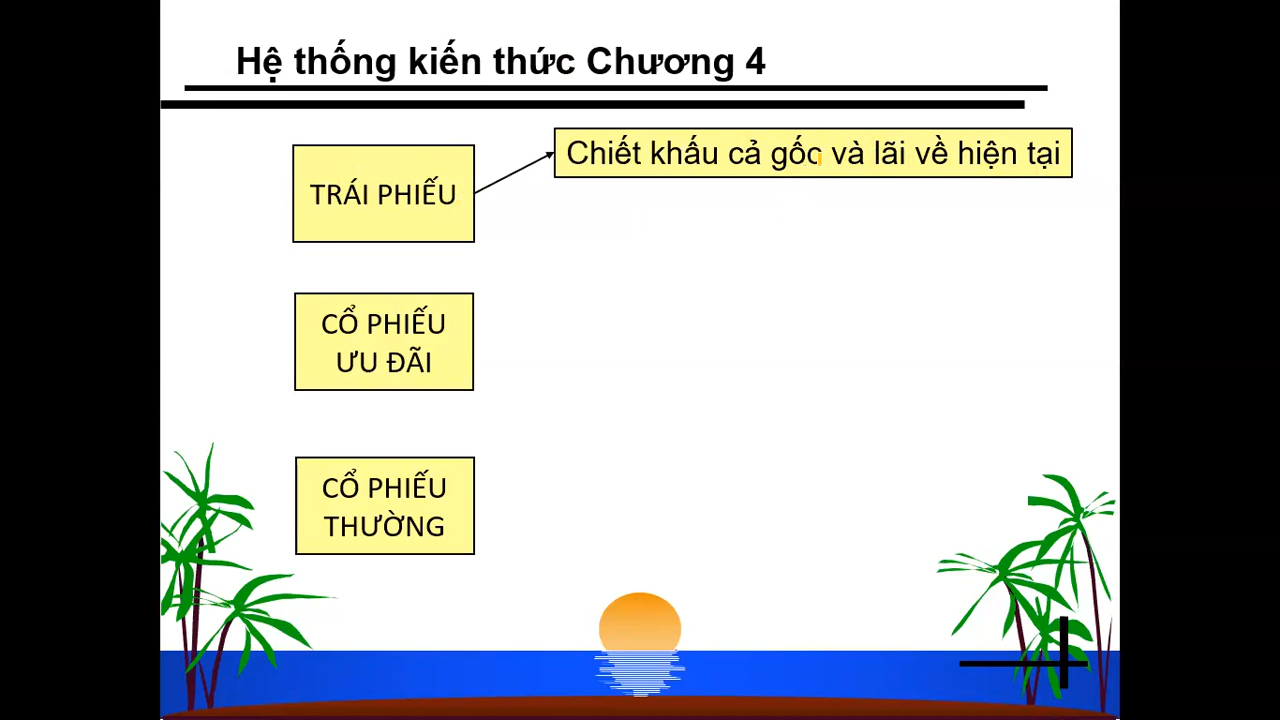 Hệ thống kiến thức Chương 4
TRÁI PHIẾU
Chiết khấu cả gốc và lãi về hiện tại
CỔ PHIẾU
ƯU ĐÃI
CỔ PHIẾU
THƯỜNG